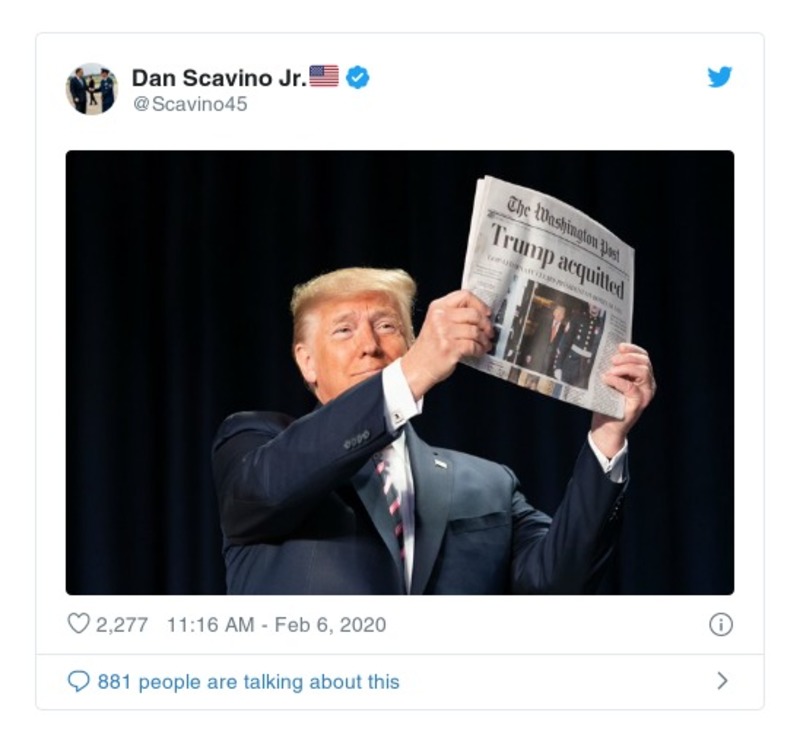 Dan Scavino Jr.🇺🇸
@Scavino45
The Washington Post
Trump acquitted
2,277 11:16 AM - Feb 6, 2020
881 people are talking about this